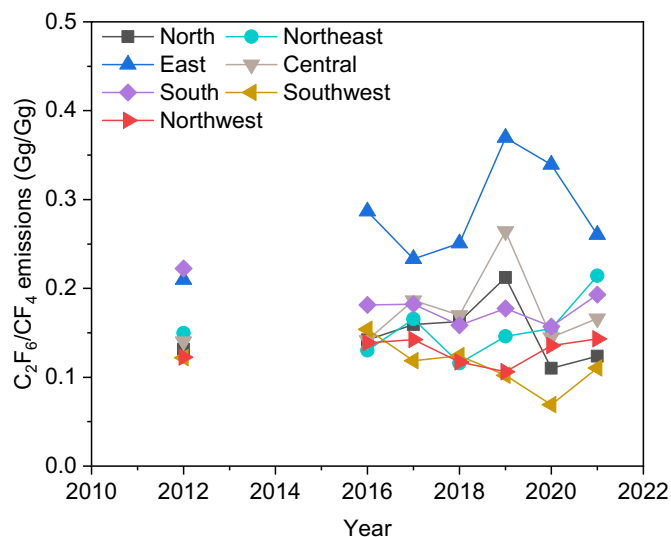 0.5
North
Northeast
East
Central
0.4
South
Southwest
Northwest
0.3
0.2
0.1
0.0
C₂F₆/CF₄ emissions (Gg/Gg)
2010 2012 2014 2016 2018 2020 2022
Year